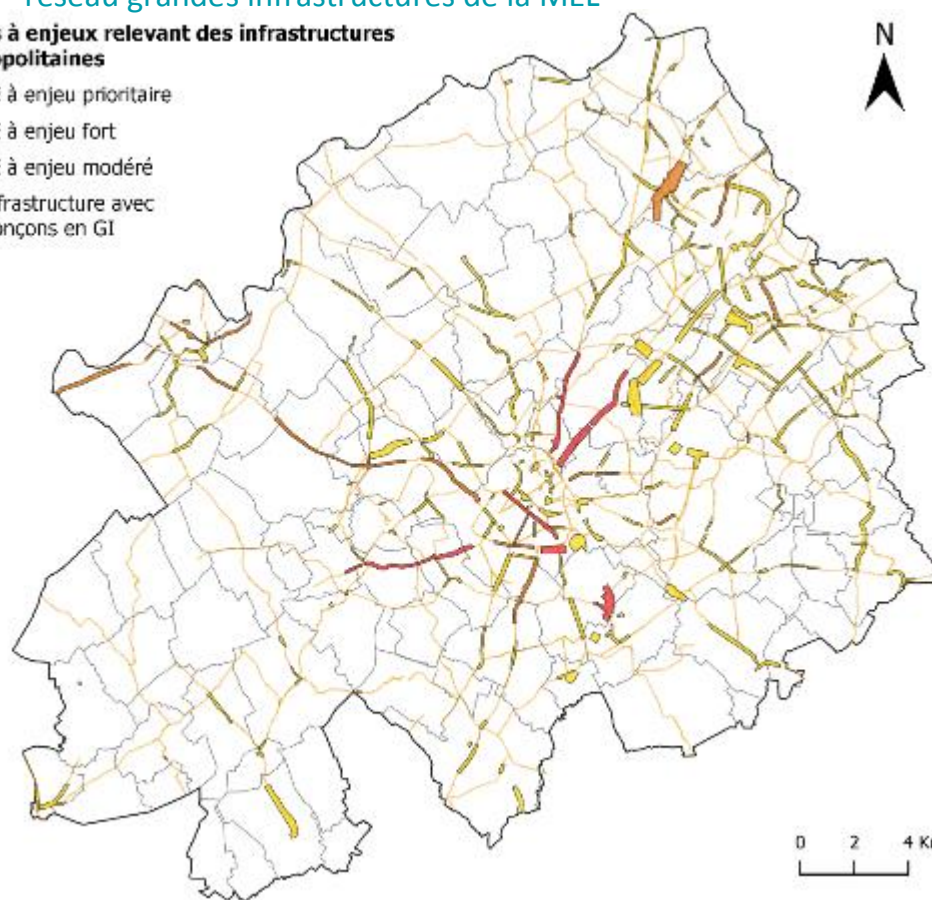 réseau grandes infrastructures de la MEL
s à enjeux relevant des infrastructures
politaines
à enjeu prioritaire
à enjeu fort
à enjeu modéré
frastructure avec
onçons en GI
N
0 2 4